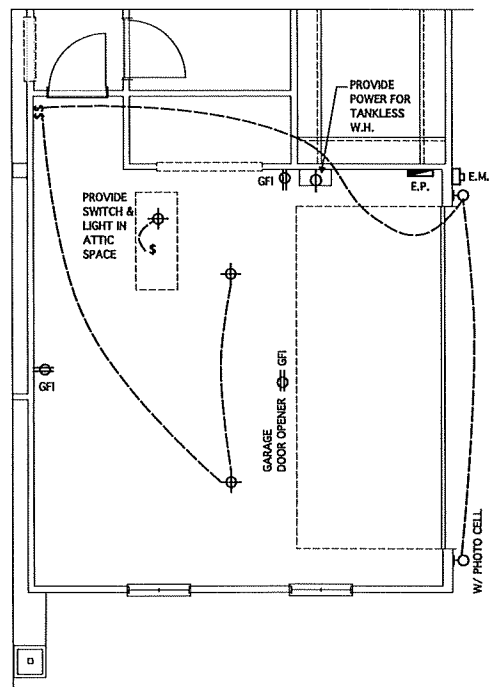 PROVIDE
POWER FOR
TANKLESS
W.H.
$$
GFI
E.P.
E.M.
PROVIDE
SWITCH &
LIGHT IN
ATTIC
SPACE
$
GFI
GARAGE
DOOR OPENER
GFI
W/ PHOTO CELL